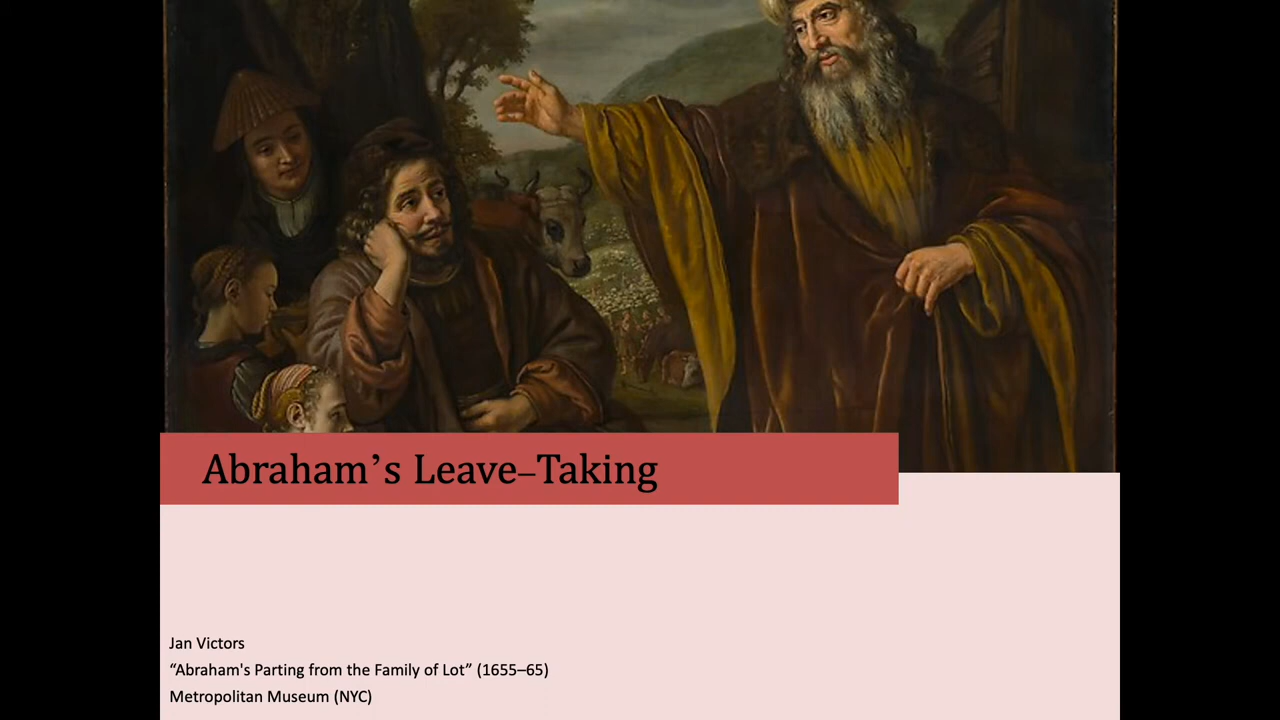 Abraham’s Leave–Taking
Jan Victors
“Abraham's Parting from the Family of Lot” (1655–65)
Metropolitan Museum (NYC)